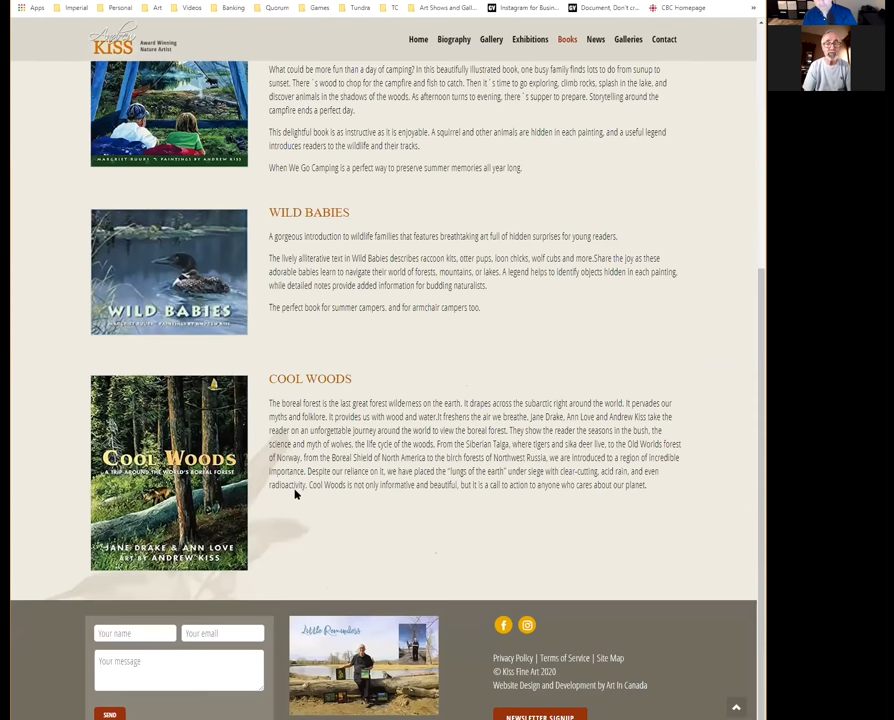 Apps Imperial Personal Art Videos Banking Quorum Games Tundra TC Art Shows and Gall... Instagram for Busin... Document, Don't cr... CBC Homepage »
Andrew
KISS
Award Winning
Nature Artist
Home Biography Gallery Exhibitions Books News Galleries Contact
What could be more fun than a day of camping? In this beautifully illustrated book, one busy family finds lots to do from sunup to
sunset. There`s wood to chop for the campfire and fish to catch. Then it`s time to go exploring, climb rocks, splash in the lake, and
discover animals in the shadows of the woods. As afternoon turns to evening, there`s supper to prepare. Storytelling around the
campfire ends a perfect day.
This delightful book is as instructive as it is enjoyable. A squirrel and other animals are hidden in each painting, and a useful legend
introduces readers to the wildlife and their tracks.
When We Go Camping is a perfect way to preserve summer memories all year long.
MARGRIET RUURS PAINTINGS BY ANDREW KISS
WILD BABIES
A gorgeous introduction to wildlife families that features breathtaking art full of hidden surprises for young readers.
The lively alliterative text in Wild Babies describes raccoon kits, otter pups, loon chicks, wolf cubs and more.Share the joy as these
adorable babies learn to navigate their world of forests, mountains, or lakes. A legend helps to identify objects hidden in each painting,
while detailed notes provide added information for budding naturalists.
The perfect book for summer campers, and for armchair campers too.
WILD BABIES
MARGRIET RUURS PAINTINGS BY ANDREW KISS
COOL WOODS
The boreal forest is the last great forest wilderness on the earth. It drapes across the subarctic right around the world. It pervades our
myths and folklore. It provides us with wood and water.It freshens the air we breathe. Jane Drake, Ann Love and Andrew Kiss take the
reader on an unforgettable journey around the world to view the boreal forest. They show the reader the seasons in the bush, the
science and myth of wolves, the life cycle of the woods. From the Siberian Taiga, where tigers and sika deer live, to the Old Worlds forest
of Norway, from the Boreal Shield of North America to the birch forests of Northwest Russia, we are introduced to a region of incredible
importance. Despite our reliance on it, we have placed the "lungs of the earth" under siege with clear-cutting, acid rain, and even
radioactivity. Cool Woods is not only informative and beautiful, but it is a call to action to anyone who cares about our planet.
COOL WOODS
A TRIP AROUND THE WORLD'S BOREAL FOREST
JANE DRAKE & ANN LOVE
ART BY ANDREW KISS
Your name Your email
Your message
SEND
Little Reminders
Privacy Policy | Terms of Service | Site Map
© Kiss Fine Art 2020
Website Design and Development by Art In Canada
NEWSLETTER SIGNUP